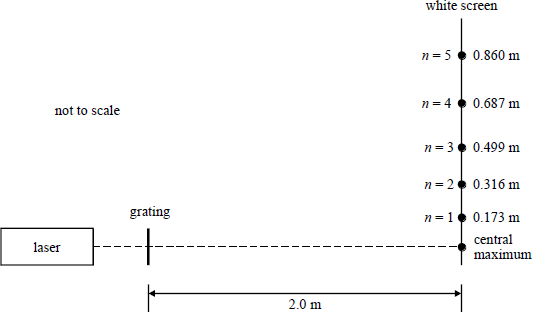 white screen
n = 5 0.860 m
not to scale
n = 4 0.687 m
n = 3 0.499 m
n = 2 0.316 m
grating
n = 1 0.173 m
laser
central
maximum
2.0 m